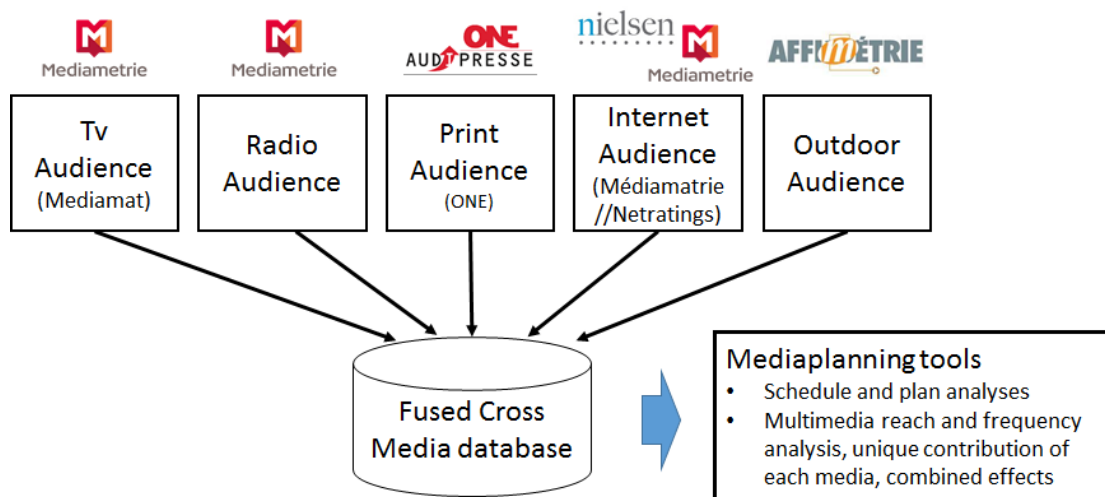 Mediametrie
Mediametrie
ONE
AUDIPRESSE
nielsen
Mediametrie
AFFIMÉTRIE
Tv
Audience
(Mediamat)
Radio
Audience
Print
Audience
(ONE)
Internet
Audience
(Médiamatrie
//Netratings)
Outdoor
Audience
Fused Cross
Media database
Mediaplanning tools
• Schedule and plan analyses
• Multimedia reach and frequency
analysis, unique contribution of
each media, combined effects